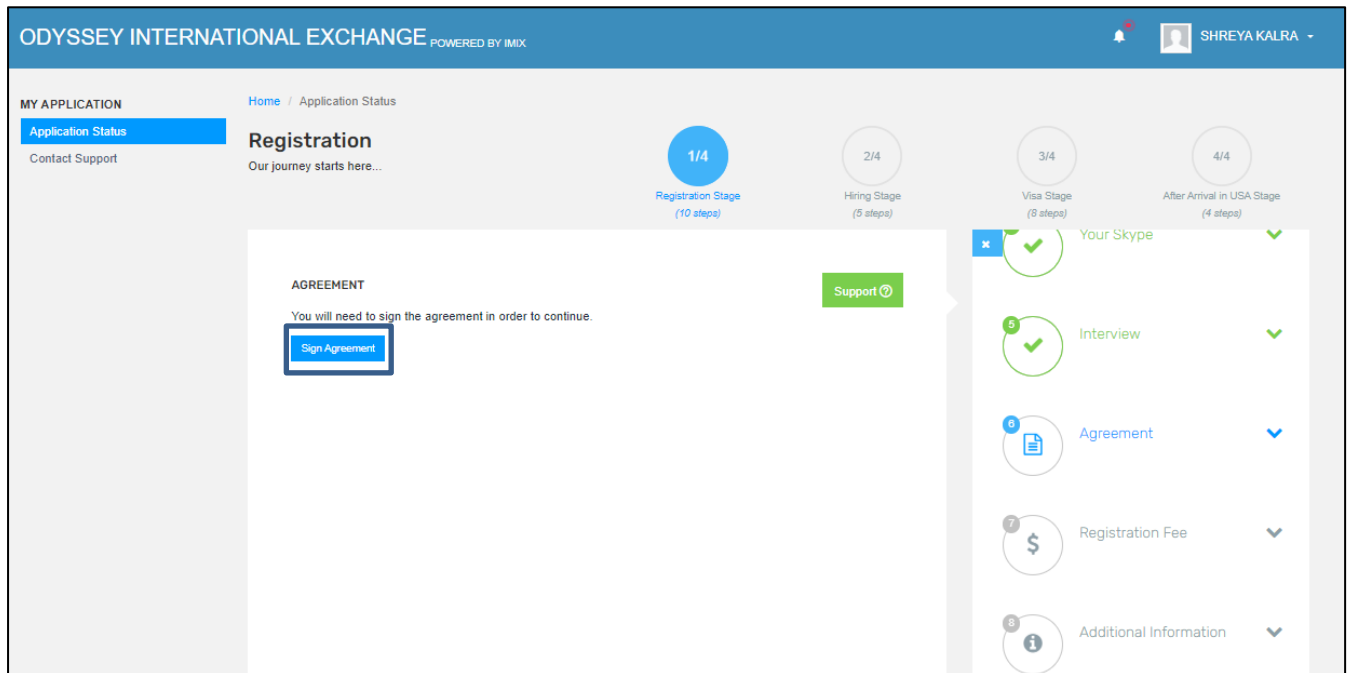 ODYSSEY INTERNATIONAL EXCHANGE POWERED BY IMIX
SHREYA KALRA
MY APPLICATION
Application Status
Contact Support
Home / Application Status
Registration
Our journey starts here...
1/4
Registration Stage
(10 steps)
2/4
Hiring Stage
(5 steps)
3/4
Visa Stage
(8 steps)
4/4
After Arrival in USA Stage
(4 steps)
AGREEMENT
Support
You will need to sign the agreement in order to continue.
Sign Agreement
Your Skype
5
Interview
6
Agreement
7
$
Registration Fee
8
Additional Information